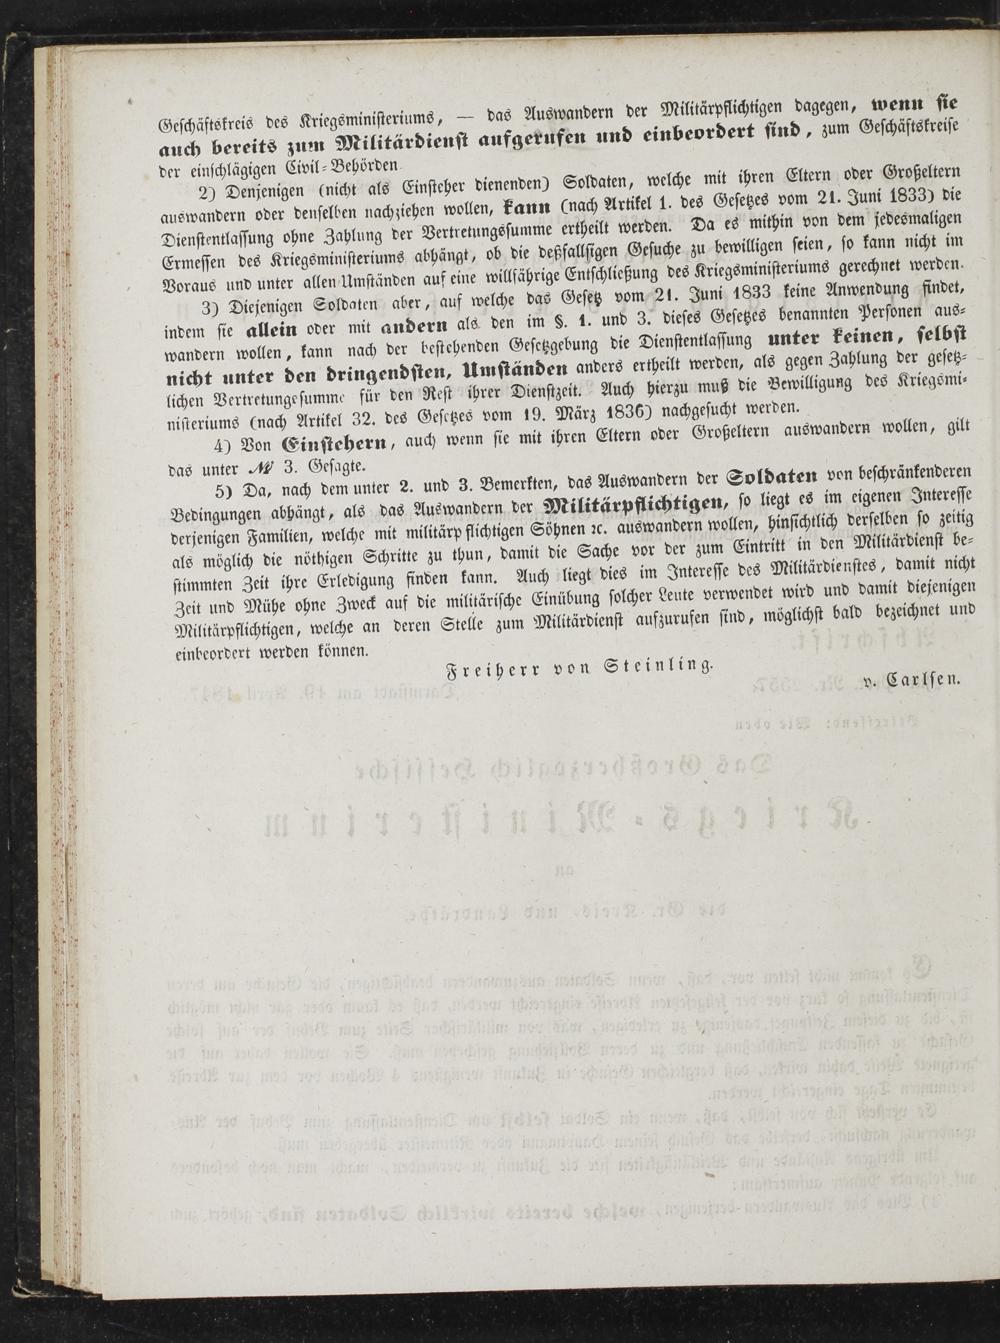 Geschäftskreis des Kriegsministeriums, — das Auswandern der Militärpflichtigen dagegen, wenn sie
auch bereits zum Militärdienst aufgerufen und einbeordert sind, zum Geschäftskreise
der einschlägigen Civil-Behörden
2) Denjenigen (nicht als Einsteher dienenden) Soldaten, welche mit ihren Eltern oder Großeltern
auswandern oder denselben nachziehen wollen, kann (nach Artikel 1. des Gesetzes vom 21. Juni 1833) die
Dienstentlassung ohne Zahlung der Vertretungssumme ertheilt werden. Da es mithin von dem jedesmaligen
Ermessen des Kriegsministeriums abhängt, ob die deßfallsigen Gesuche zu bewilligen seien, so kann nicht im
Voraus und unter allen Umständen auf eine willfährige Entschließung des Kriegsministeriums gerechnet werden.
3) Diejenigen Soldaten aber, auf welche das Gesetz vom 21. Juni 1833 keine Anwendung findet,
indem sie allein oder mit andern als den im §. 1. und 3. dieses Gesetzes benannten Personen aus-
wandern wollen, kann nach der bestehenden Gesetzgebung die Dienstentlassung unter keinen, selbst
nicht unter den dringendsten, Umständen anders ertheilt werden, als gegen Zahlung der gesetz-
lichen Vertretungssumme für den Rest ihrer Dienstzeit. Auch hierzu muß die Bewilligung des Kriegsmi-
nisteriums (nach Artikel 32. des Gesetzes vom 19. März 1836) nachgesucht werden.
4) Von Einstehern, auch wenn sie mit ihren Eltern oder Großeltern auswandern wollen, gilt
das unter № 3. Gesagte.
5) Da, nach dem unter 2. und 3. Bemerkten, das Auswandern der Soldaten von beschränkenderen
Bedingungen abhängt, als das Auswandern der Militärpflichtigen, so liegt es im eigenen Interesse
derjenigen Familien, welche mit militärpflichtigen Söhnen ꝛc. auswandern wollen, hinsichtlich derselben so zeitig
als möglich die nöthigen Schritte zu thun, damit die Sache vor der zum Eintritt in den Militärdienst be-
stimmten Zeit ihre Erledigung finden kann. Auch liegt dies im Interesse des Militärdienstes, damit nicht
Zeit und Mühe ohne Zweck auf die militärische Einübung solcher Leute verwendet wird und damit diejenigen
Militärpflichtigen, welche an deren Stelle zum Militärdienst aufzurufen sind, möglichst bald bezeichnet und
einbeordert werden können.
Freiherr von Steinling.
v. Carlsen.